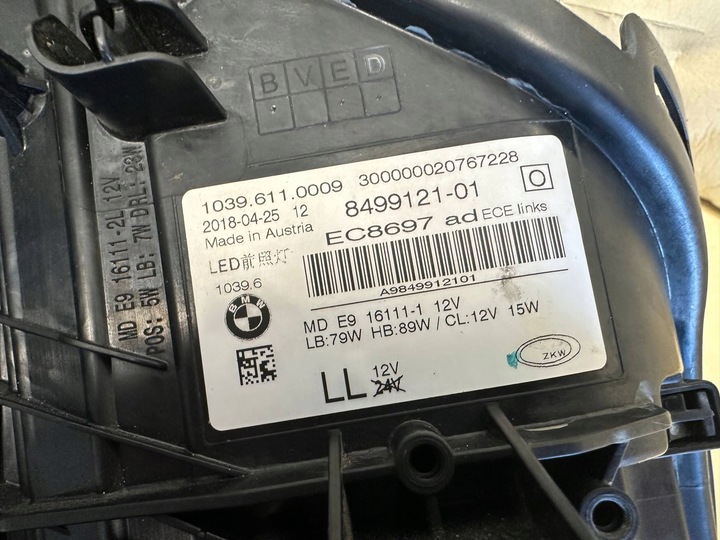 B V E D
MD E9 16111-2L 12V
/POS: 5W LB: 7W DRL: 23W
1039.611.0009 300000020767228
2018-04-25 12 8499121-01
Made in Austria EC8697 ad ECE links
LED前照灯
1039.6
A9849912101
BMW
MD E9 16111-1 12V
LB:79W HB:89W / CL:12V 15W
ZKW
LL 12V
24V